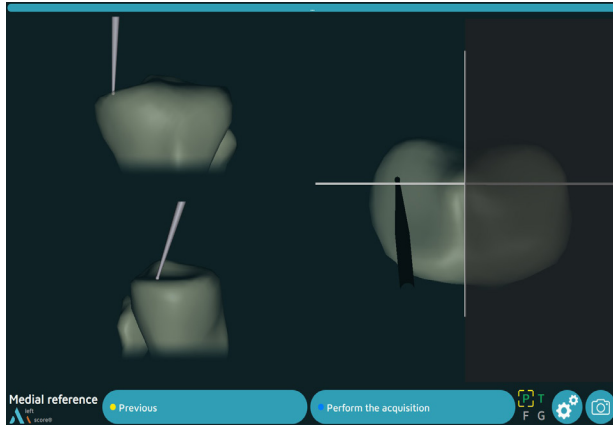 Medial reference
left
score®
Previous
Perform the acquisition
P T
F G